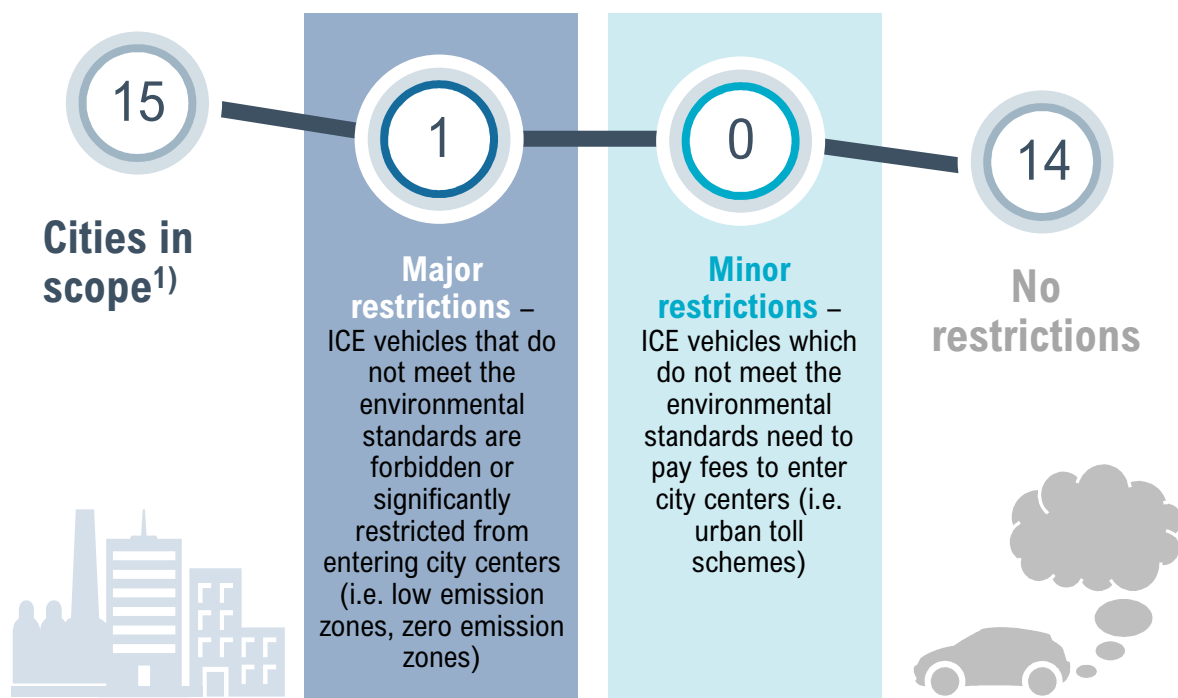 15
Cities in
scope1)
1
Major
restrictions –
ICE vehicles that do
not meet the
environmental
standards are
forbidden or
significantly
restricted from
entering city centers
(i.e. low emission
zones, zero emission
zones)
0
Minor
restrictions –
ICE vehicles which
do not meet the
environmental
standards need to
pay fees to enter
city centers (i.e.
urban toll
schemes)
14
No
restrictions